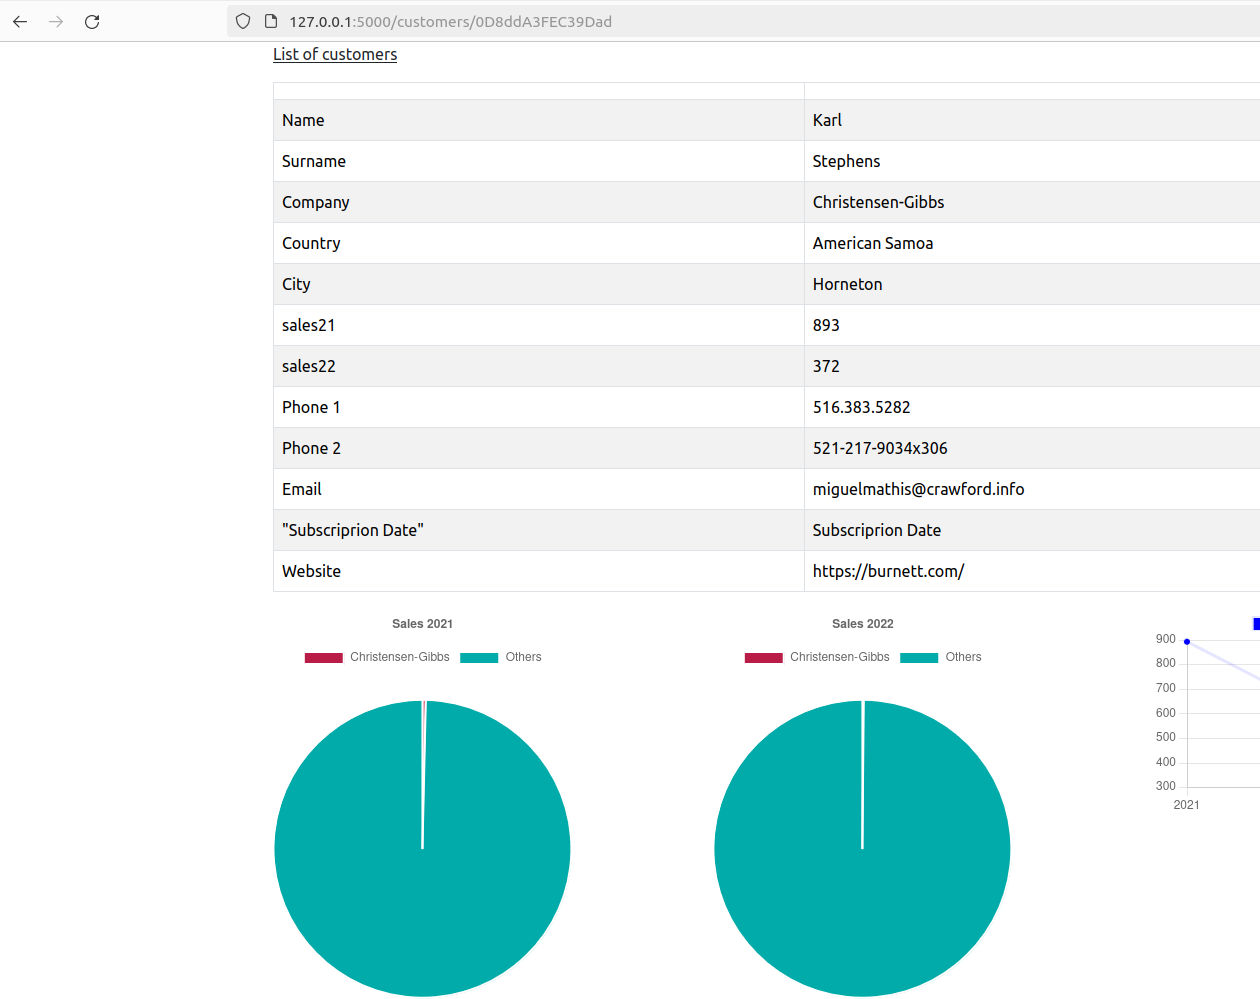 127.0.0.1:5000/customers/0D8ddA3FEC39Dad
List of customers
Name Karl
Surname Stephens
Company Christensen-Gibbs
Country American Samoa
City Horneton
sales21 893
sales22 372
Phone 1 516.383.5282
Phone 2 521-217-9034x306
Email miguelmathis@crawford.info
"Subscriprion Date" Subscriprion Date
Website https://burnett.com/
Sales 2021
Christensen-Gibbs Others
Sales 2022
Christensen-Gibbs Others
900
800
700
600
500
400
300
2021